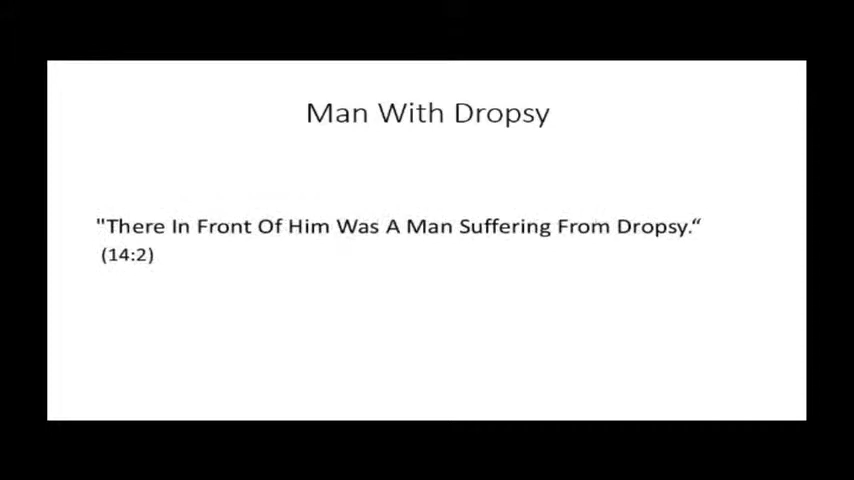 Man With Dropsy
"There In Front Of Him Was A Man Suffering From Dropsy.“
(14:2)